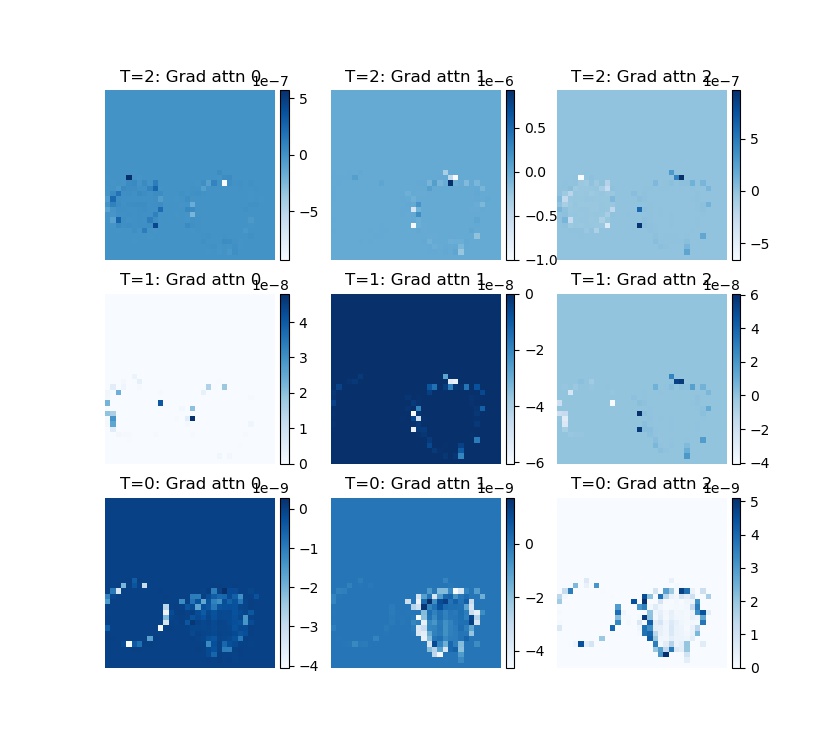 T=2: Grad attn 0
1e−7
T=2: Grad attn 1
1e−6
T=2: Grad attn 2
1e−7
5
0
−5
0.5
0.0
−0.5
−1.0
5
0
−5
T=1: Grad attn 0
1e−8
T=1: Grad attn 1
1e−8
T=1: Grad attn 2
1e−8
4
3
2
1
0
0
−2
−4
−6
6
4
2
0
−2
−4
T=0: Grad attn 0
1e−9
T=0: Grad attn 1
1e−9
T=0: Grad attn 2
1e−9
0
−1
−2
−3
−4
0
−2
−4
5
4
3
2
1
0